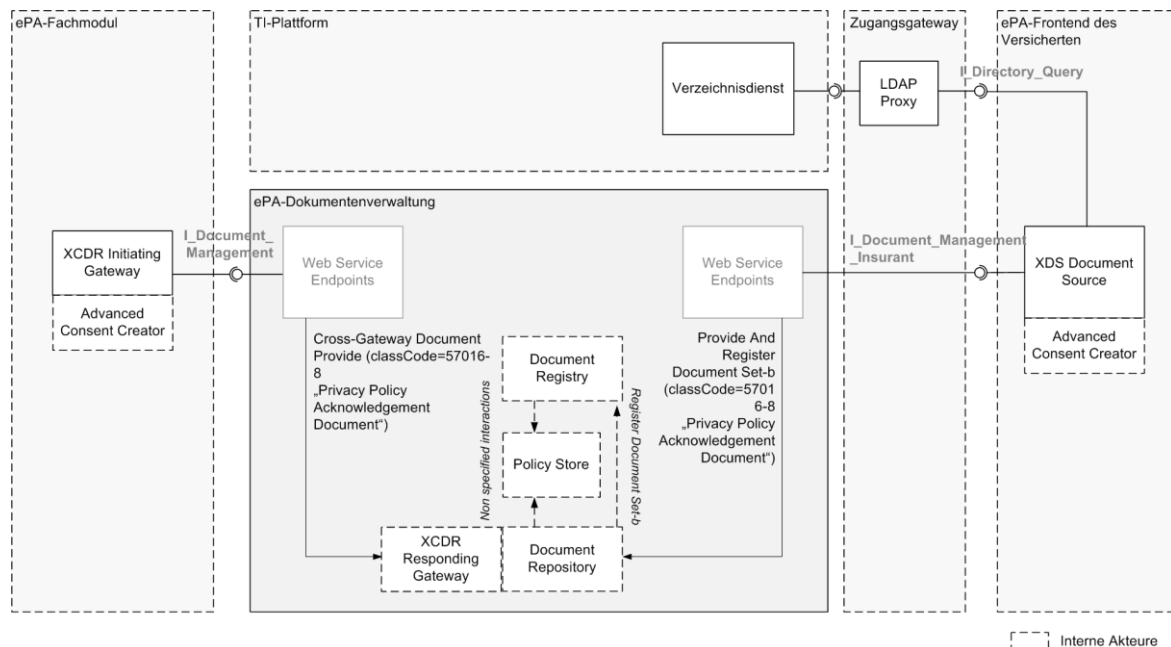 ePA-Fachmodul
TI-Plattform
Zugangsgateway
ePA-Frontend des
Versicherten
Verzeichnisdienst
LDAP
Proxy
I_Directory_Query
ePA-Dokumentenverwaltung
XCDR Initiating
Gateway
Advanced
Consent Creator
I_Document_
Management
Web Service
Endpoints
Web Service
Endpoints
I_Document_Management
_Insurant
XDS Document
Source
Advanced
Consent Creator
Cross-Gateway Document
Provide (classCode=57016-
8
„Privacy Policy
Acknowledgement
Document“)
Document
Registry
Policy Store
Non specified interactions
Register Document Set-b
Provide And
Register
Document Set-b
(classCode=5701
6-8
„Privacy Policy
Acknowledgement
Document“)
XCDR
Responding
Gateway
Document
Repository
Interne Akteure